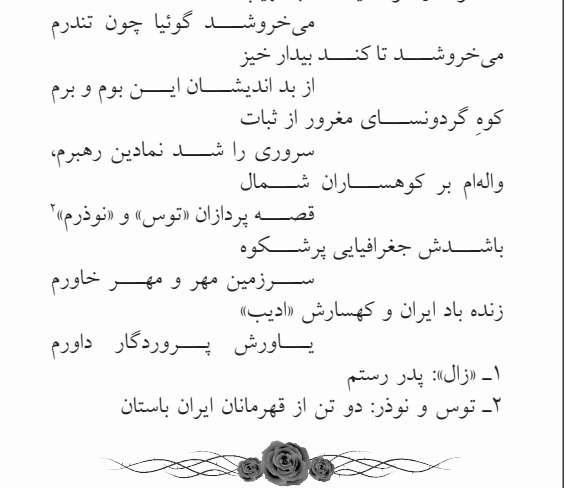 می‌خروشد گوئیا چون تندرم
می‌خروشد تا کند بیدار خیز
از بد اندیشان این بوم و برم
کوهِ گردونسای مغرور از ثبات
سروری را شد نمادین رهبرم،
واله‌ام بر کوهساران شمال
قصه پردازان «توس» و «نوذرم»۲
باشدش جغرافیایی پرشکوه
سرزمین مهر و مهر خاورم
زنده باد ایران و کهسارش «ادیب»
یاورش پروردگار داورم
۱ـ «زال»: پدر رستم
۲ـ توس و نوذر: دو تن از قهرمانان ایران باستان